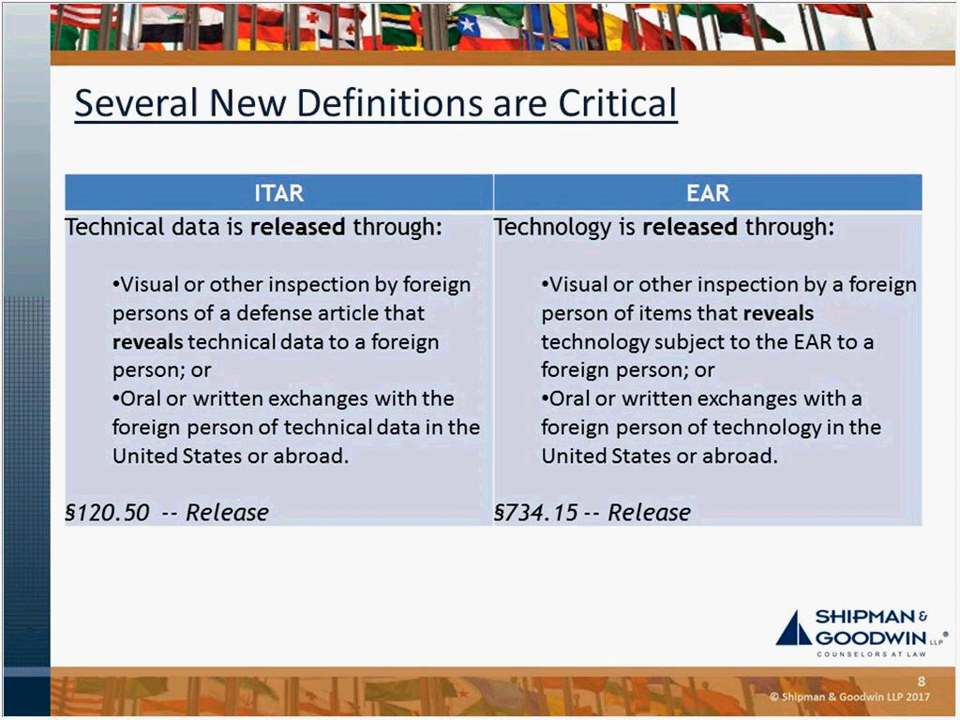 Several New Definitions are Critical
ITAR
EAR
Technical data is released through:
•Visual or other inspection by foreign
persons of a defense article that
reveals technical data to a foreign
person; or
•Oral or written exchanges with the
foreign person of technical data in the
United States or abroad.
§120.50 -- Release
Technology is released through:
•Visual or other inspection by a foreign
person of items that reveals
technology subject to the EAR to a
foreign person; or
•Oral or written exchanges with a
foreign person of technology in the
United States or abroad.
§734.15 -- Release
SHIPMAN &
GOODWIN LLP®
COUNSELORS AT LAW
8
© Shipman & Goodwin LLP 2017